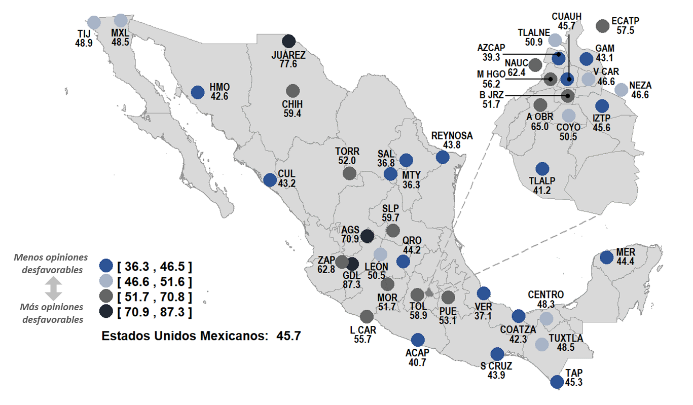 TIJ
48.9
MXL
48.5
JUÁREZ
77.6
HMO
42.6
CHIH
59.4
REYNOSA
43.8
TORR
52.0
SAL
36.8
MTY
36.3
CUL
43.2
SLP
59.7
AGS
70.9
QRO
44.2
ZAP
62.8
GDL
87.3
LEÓN
50.5
MOR
51.7
TOL
58.9
PUE
53.1
VER
37.1
L CAR
55.7
ACAP
40.7
S CRUZ
43.9
COATZA
42.3
CENTRO
48.3
TUXTLA
48.5
TAP
45.3
MER
44.4
CUAUH
45.7
ECATP
57.5
TLALNE
50.9
AZCAP
39.3
GAM
43.1
NAUC
62.4
M HGO
56.2
V CAR
46.6
NEZA
46.6
B JRZ
51.7
A OBR
65.0
COYO
50.5
IZTP
45.6
TLALP
41.2
Menos opiniones
desfavorables
Más opiniones
desfavorables
[ 36.3 , 46.5 ]
[ 46.6 , 51.6 ]
[ 51.7 , 70.8 ]
[ 70.9 , 87.3 ]
Estados Unidos Mexicanos: 45.7